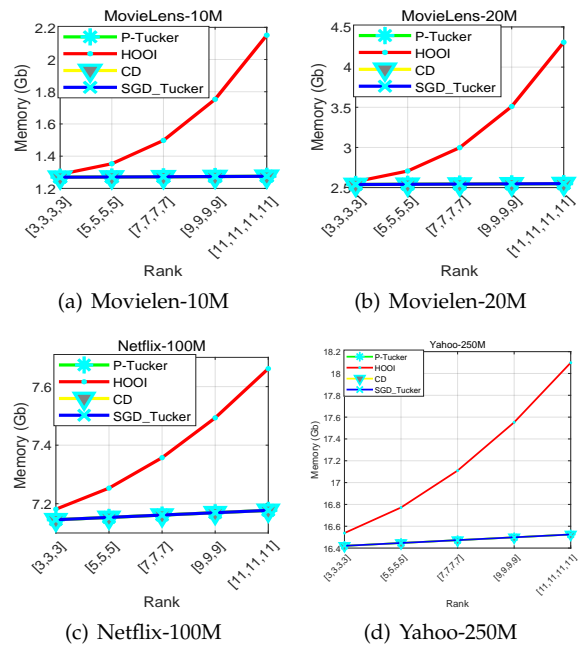 MovieLens-10M
2.2
2
1.8
1.6
1.4
1.2
Memory (Gb)
P-Tucker
HOOI
CD
SGD_Tucker
[3,3,3,3]
[5,5,5,5]
[7,7,7,7]
[9,9,9,9]
[11,11,11,11]
Rank
(a) Movielen-10M
MovieLens-20M
4.5
4
3.5
3
2.5
Memory (Gb)
P-Tucker
HOOI
CD
SGD_Tucker
[3,3,3,3]
[5,5,5,5]
[7,7,7,7]
[9,9,9,9]
[11,11,11,11]
Rank
(b) Movielen-20M
Netflix-100M
7.6
7.4
7.2
Memory (Gb)
P-Tucker
HOOI
CD
SGD_Tucker
[3,3,3]
[5,5,5]
[7,7,7]
[9,9,9]
[11,11,11]
Rank
(c) Netflix-100M
Yahoo-250M
18.2
18
17.8
17.6
17.4
17.2
17
16.8
16.6
16.4
Memory (Gb)
P-Tucker
HOOI
CD
SGD_Tucker
[3,3,3,3]
[5,5,5,5]
[7,7,7,7]
[9,9,9,9]
[11,11,11,11]
Rank
(d) Yahoo-250M